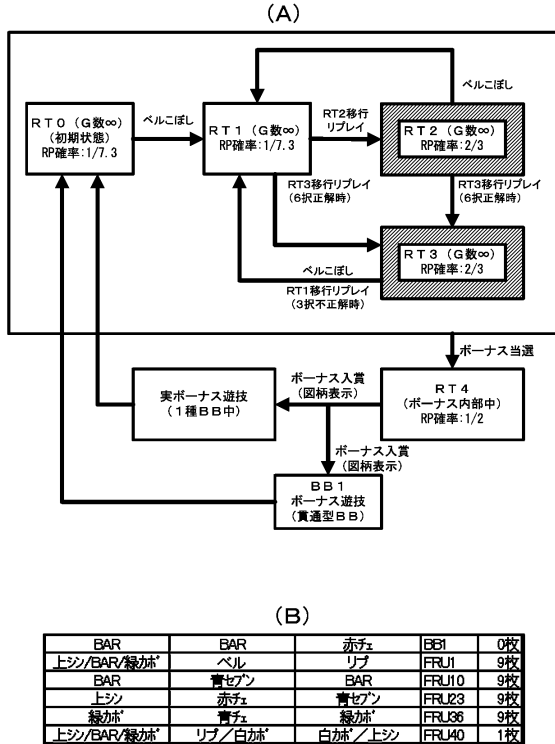 (A)
RT0(G数∞)
(初期状態)
RP確率:1/7.3
ベルこぼし
RT1(G数∞)
RP確率:1/7.3
RT2移行
リプレイ
ベルこぼし
RT2(G数∞)
RP確率:2/3
RT3移行リプレイ
(6択正解時)
RT3移行リプレイ
(6択正解時)
RT3(G数∞)
RP確率:2/3
ベルこぼし
RT1移行リプレイ
(3択不正解時)
ボーナス当選
実ボーナス遊技
(1種BB中)
ボーナス入賞
(図柄表示)
RT4
(ボーナス内部中)
RP確率:1/2
ボーナス入賞
(図柄表示)
BB1
ボーナス遊技
(貫通型BB)
(B)
BAR BAR 赤チェ BB1 0枚
上シン/BAR/緑カボ ベル リプ FRU1 9枚
BAR 青セブン BAR FRU10 9枚
上シン 赤チェ 青セブン FRU23 9枚
緑カボ 青チェ 緑カボ FRU36 9枚
上シン/BAR/緑カボ リプ/白カボ 白カボ/上シン FRU40 1枚